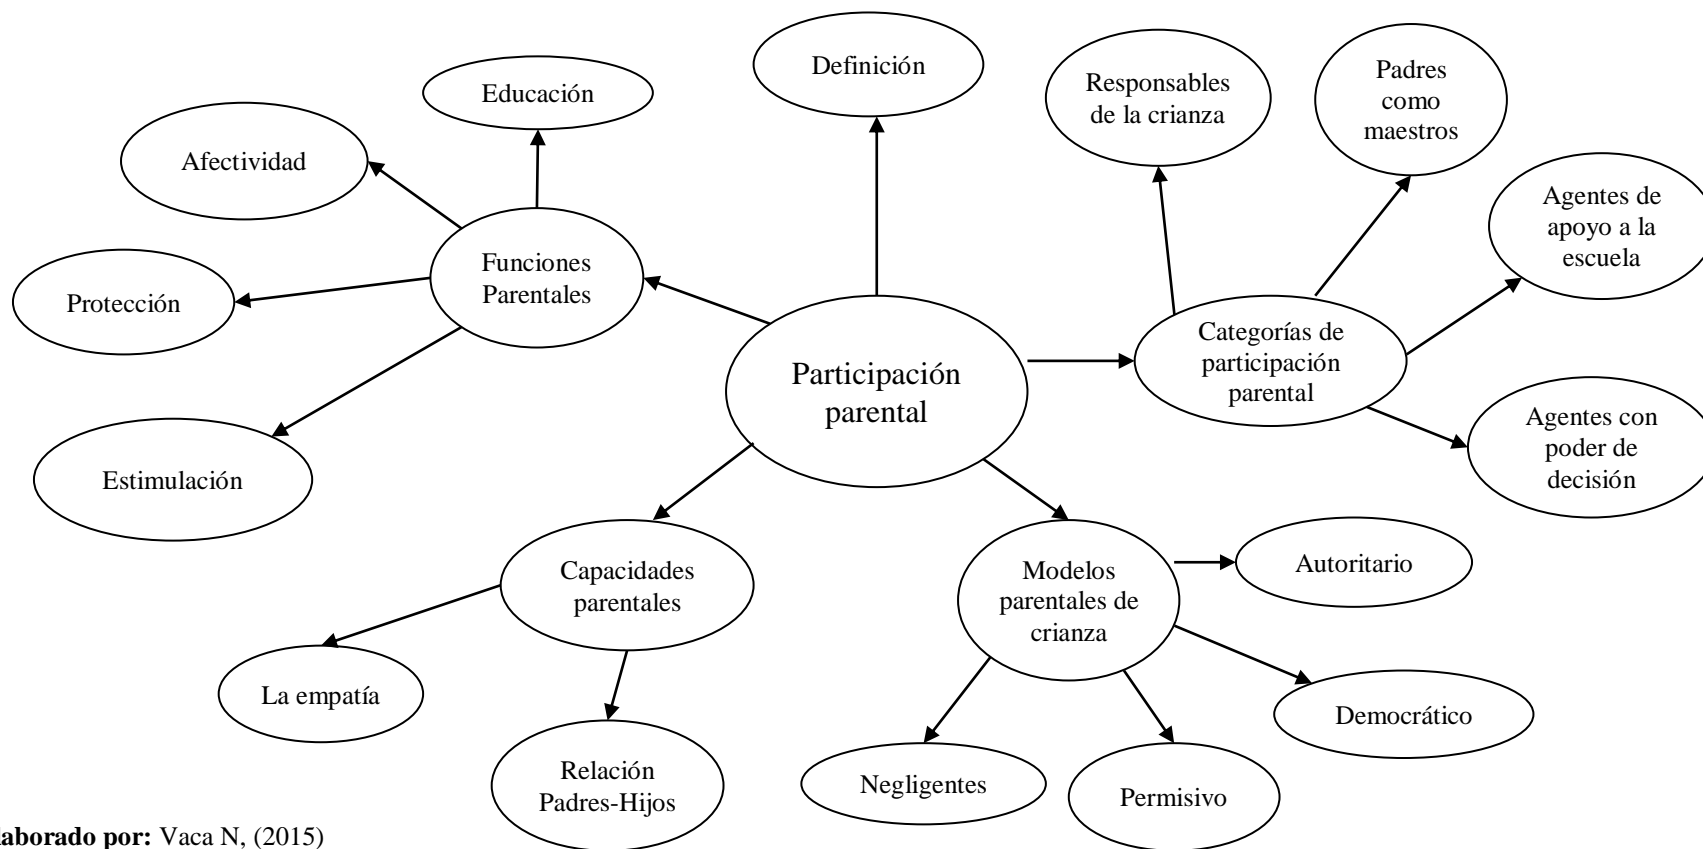 Definición
Educación
Afectividad
Protección
Estimulación
Funciones
Parentales
Participación
parental
Responsables
de la crianza
Padres
como
maestros
Agentes de
apoyo a la
escuela
Categorías de
participación
parental
Agentes con
poder de
decisión
Capacidades
parentales
La empatía
Relación
Padres-Hijos
Modelos
parentales de
crianza
Autoritario
Democrático
Permisivo
Negligentes
laborado por: Vaca N, (2015)